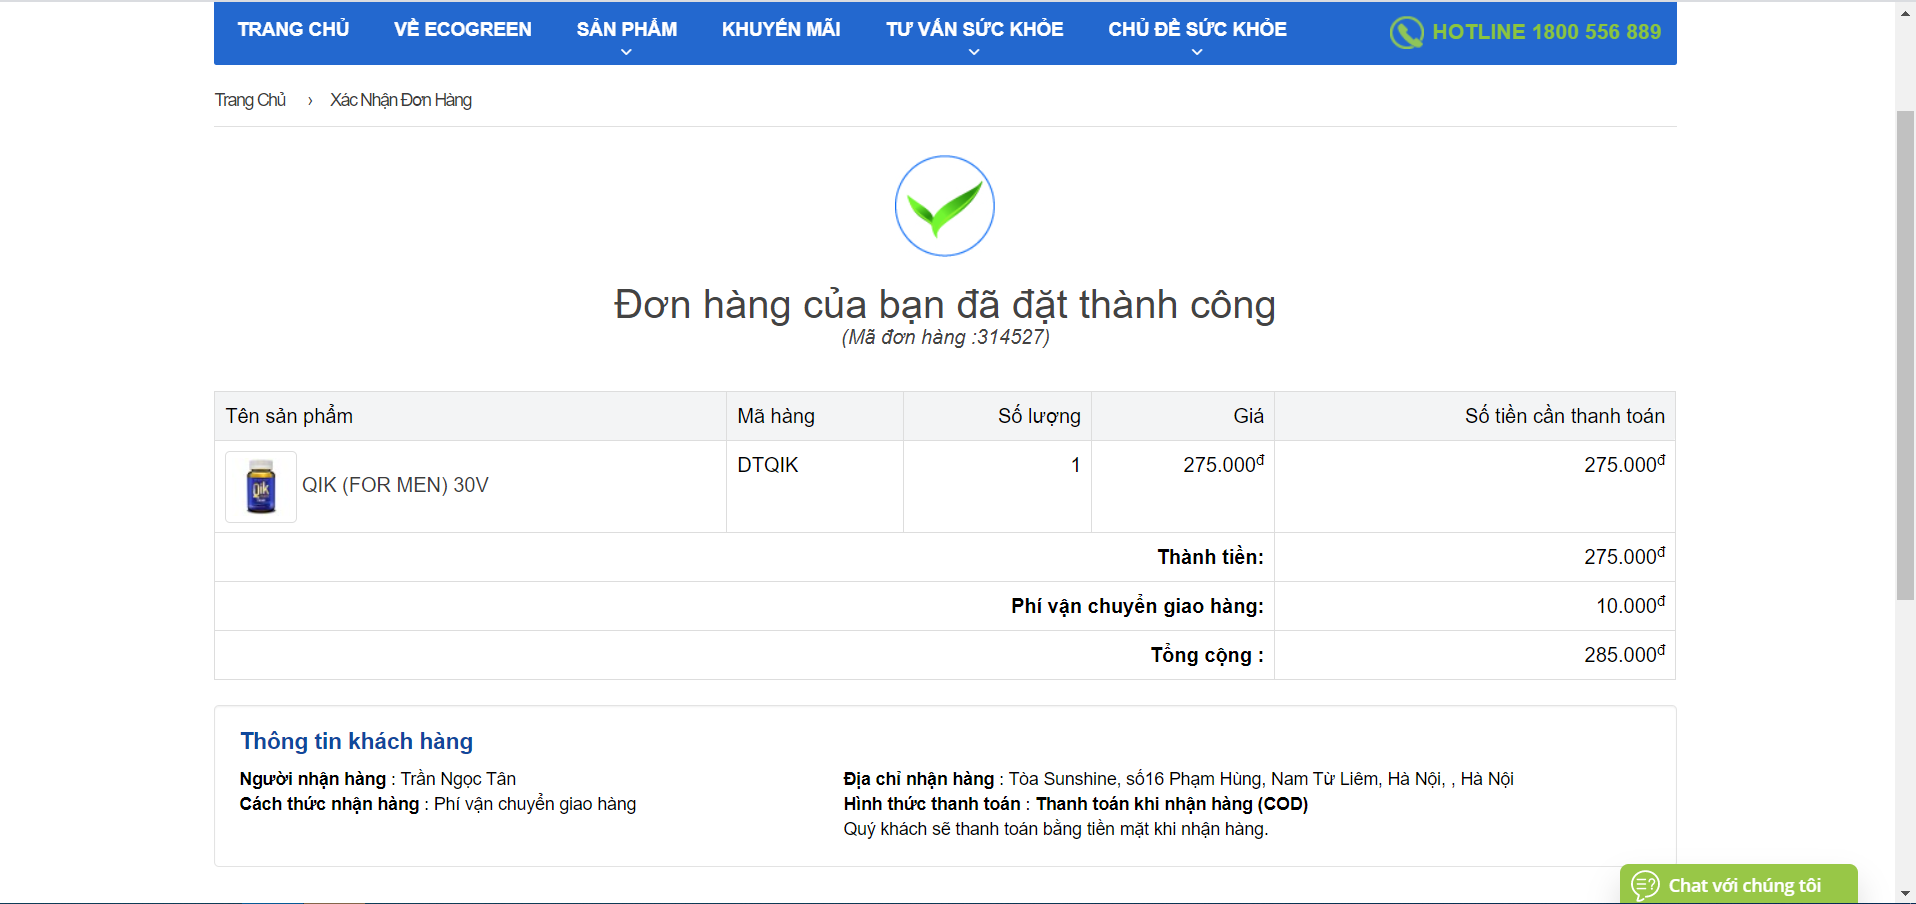 TRANG CHỦ VỀ ECOGREEN SẢN PHẨM KHUYẾN MÃI TƯ VẤN SỨC KHỎE CHỦ ĐỀ SỨC KHỎE HOTLINE 1800 556 889
Trang Chủ › Xác Nhận Đơn Hàng
Đơn hàng của bạn đã đặt thành công
(Mã đơn hàng :314527)
Tên sản phẩm Mã hàng Số lượng Giá Số tiền cần thanh toán
Qik QIK (FOR MEN) 30V DTQIK 1 275.000đ 275.000đ
Thành tiền: 275.000đ
Phí vận chuyển giao hàng: 10.000đ
Tổng cộng : 285.000đ
Thông tin khách hàng
Người nhận hàng : Trần Ngọc Tân
Cách thức nhận hàng : Phí vận chuyển giao hàng
Địa chỉ nhận hàng : Tòa Sunshine, số16 Phạm Hùng, Nam Từ Liêm, Hà Nội, , Hà Nội
Hình thức thanh toán : Thanh toán khi nhận hàng (COD)
Quý khách sẽ thanh toán bằng tiền mặt khi nhận hàng.
Chat với chúng tôi